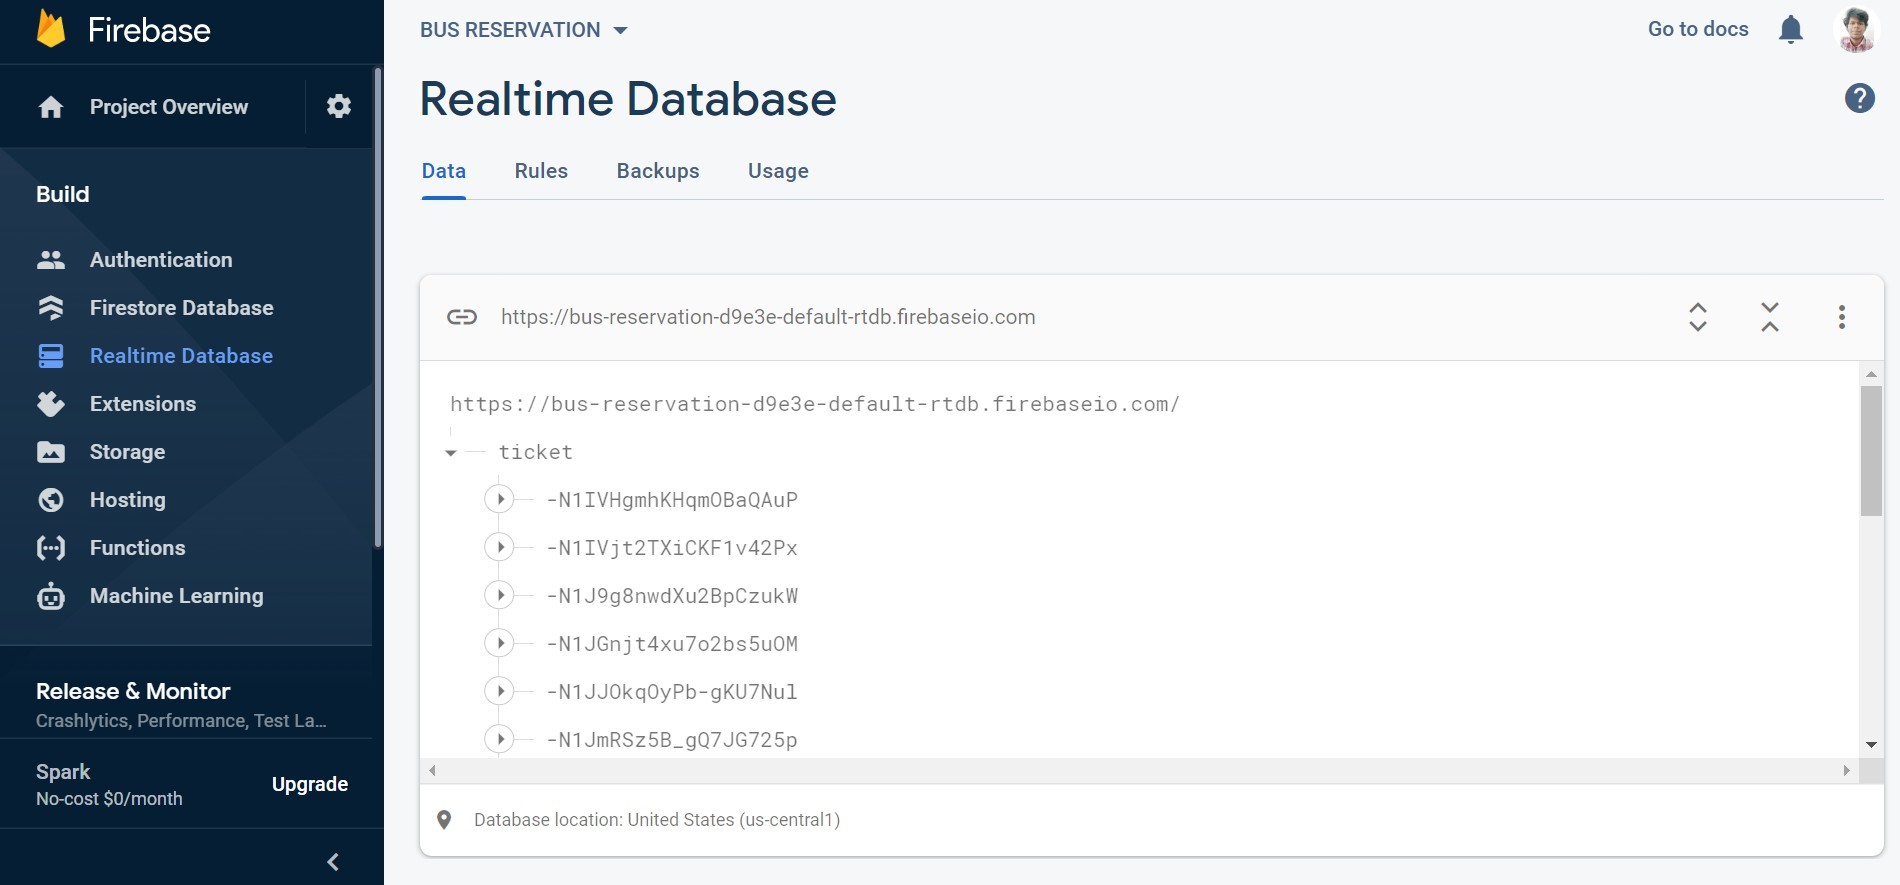 Firebase
Project Overview
Build
Authentication
Firestore Database
Realtime Database
Extensions
Storage
Hosting
Functions
Machine Learning
Release & Monitor
Crashlytics, Performance, Test La...
Spark
No-cost $0/month
Upgrade
BUS RESERVATION
Go to docs
Realtime Database
?
Data Rules Backups Usage
https://bus-reservation-d9e3e-default-rtdb.firebaseio.com
https://bus-reservation-d9e3e-default-rtdb.firebaseio.com/
ticket
-N1IVHgmhKHqmOBaQAuP
-N1IVjt2TXiCKF1v42Px
-N1J9g8nwdXu2BpCzukW
-N1JGnjt4xu7o2bs5uOM
-N1JJOkqOyPb-gKU7Nul
-N1JmRSz5B_gQ7JG725p
Database location: United States (us-central1)